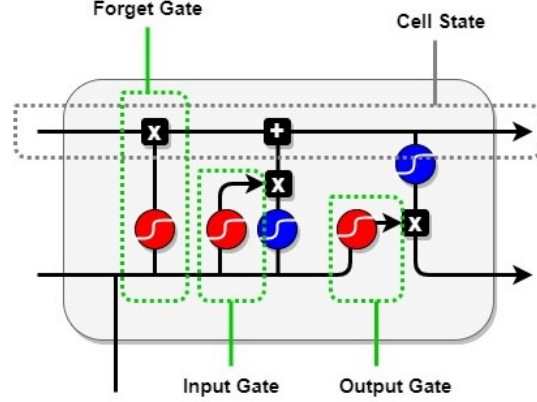 Forget Gate
Cell State
x
+
x
x
Input Gate
Output Gate